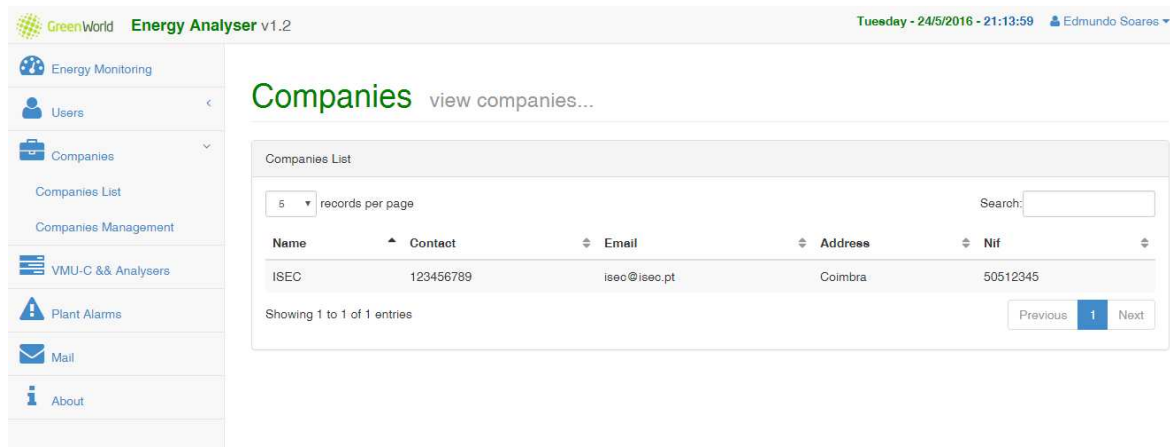 GreenWorld Energy Analyser v1.2
Tuesday - 24/5/2016 - 21:13:59 Edmundo Soares
Energy Monitoring
Users
Companies
Companies List
Companies Management
VMU-C && Analysers
Plant Alarms
Mail
About
Companies view companies...
Companies List
5 records per page
Search:
Name Contact Email Address Nif
ISEC 123456789 isec@isec.pt Coimbra 50512345
Showing 1 to 1 of 1 entries
Previous 1 Next